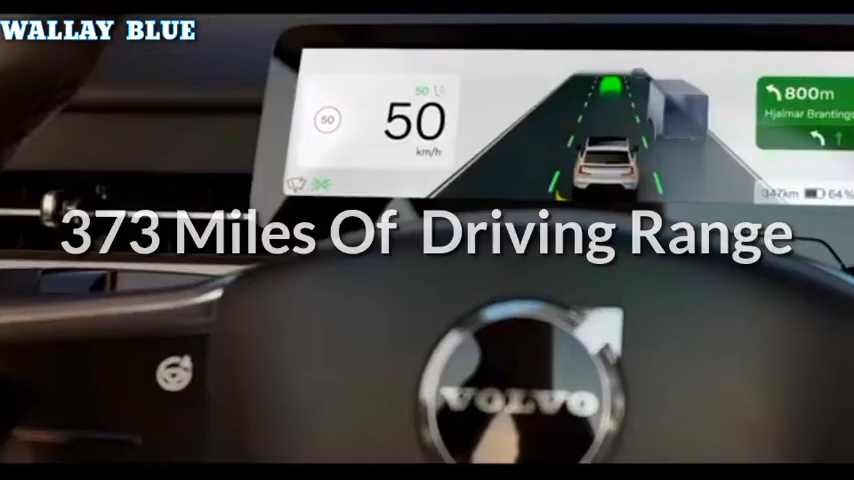 WALLAY BLUE
50
50
50
km/h
800m
Hjalmar Brantings
347km 64%
373 Miles Of Driving Range
VOLVO